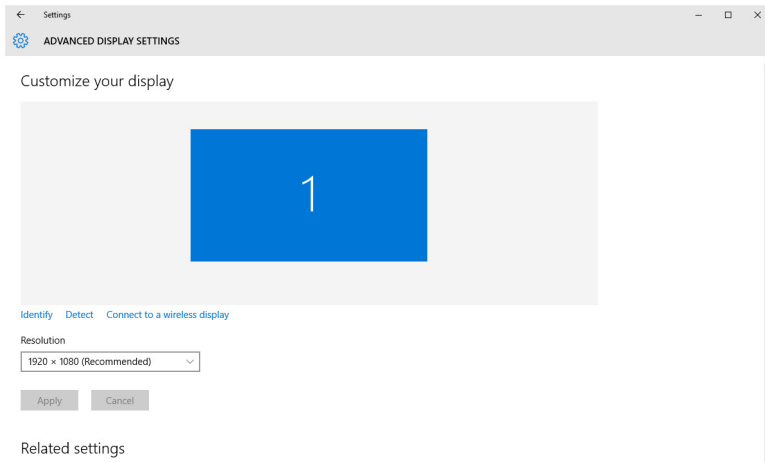 Settings
ADVANCED DISPLAY SETTINGS
Customize your display
1
Identify Detect Connect to a wireless display
Resolution
1920 × 1080 (Recommended)
Apply Cancel
Related settings